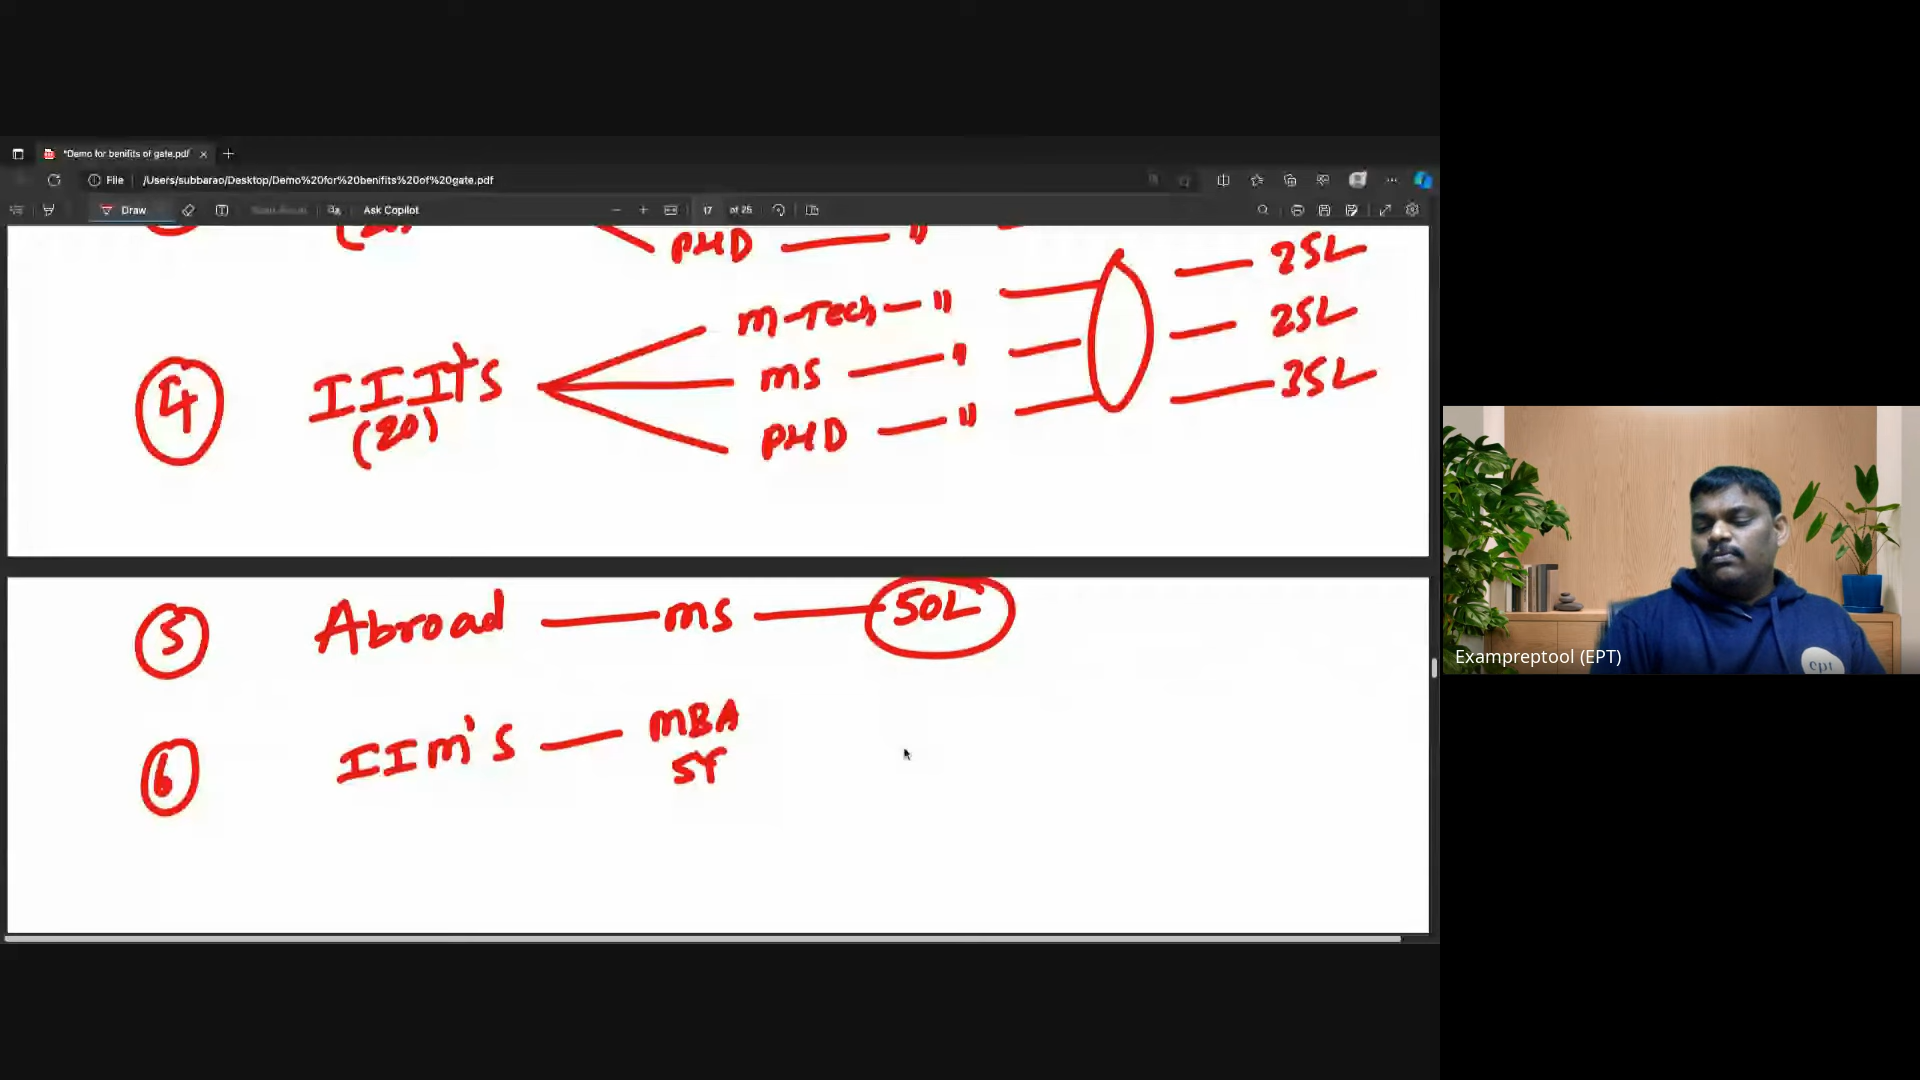 *Demo for benifits of gate.pdf
File /Users/subbarao/Desktop/Demo%20for%20benifits%20of%20gate.pdf
Draw Ask Copilot 17 of 25
(20) PHD — " 25L
④ IIITS (20) m-Tech — " 25L
ms — " 35L
PHD — "
⑤ Abroad — ms — 50L
⑥ IIM'S — MBA
5Y
Exampreptool (EPT)
ept